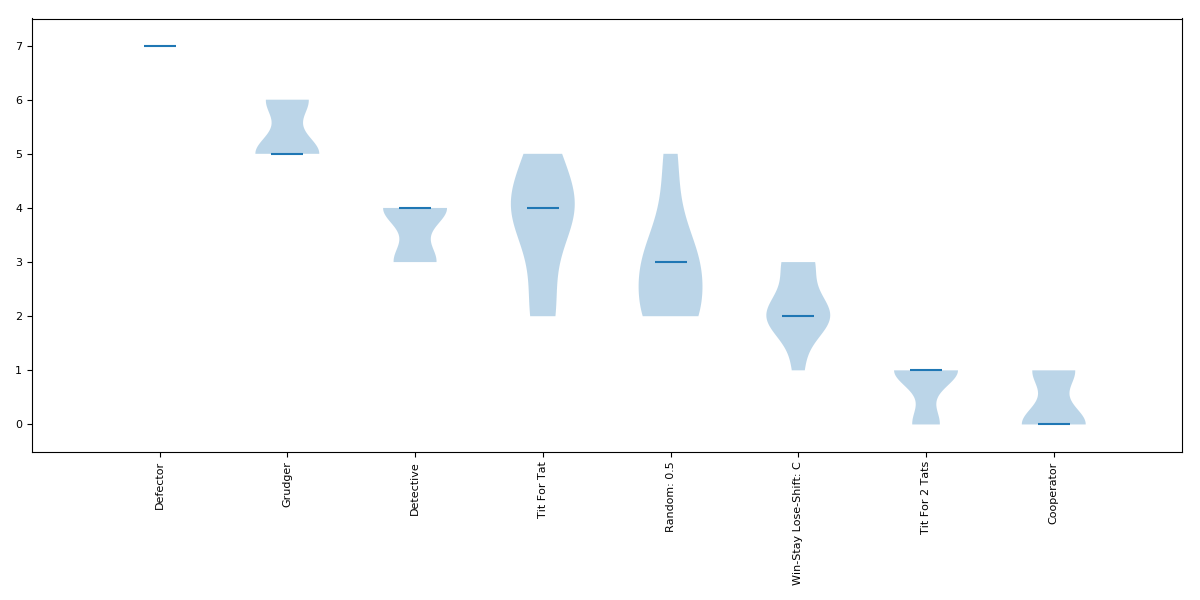 7
6
5
4
3
2
1
0
Defector
Grudger
Detective
Tit For Tat
Random: 0.5
Win-Stay Lose-Shift: C
Tit For 2 Tats
Cooperator